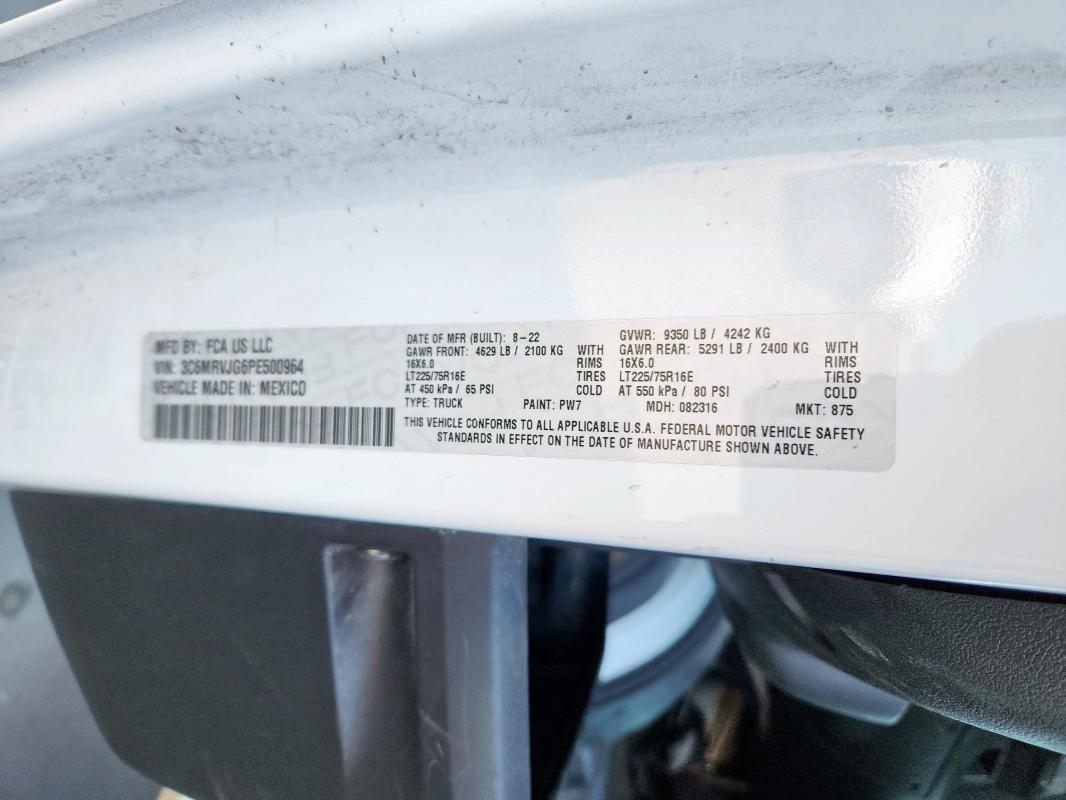 MFD BY: FCA US LLC
VIN: 3C6MRVJG6PE500964
VEHICLE MADE IN: MEXICO
DATE OF MFR (BUILT): 8-22
GVWR: 9350 LB / 4242 KG
GAWR FRONT: 4629 LB / 2100 KG WITH
16X6.0 RIMS
LT225/75R16E TIRES
AT 450 kPa / 65 PSI COLD
GAWR REAR: 5291 LB / 2400 KG WITH
16X6.0 RIMS
LT225/75R16E TIRES
AT 550 kPa / 80 PSI COLD
TYPE: TRUCK PAINT: PW7 MDH: 082316 MKT: 875
THIS VEHICLE CONFORMS TO ALL APPLICABLE U.S.A. FEDERAL MOTOR VEHICLE SAFETY
STANDARDS IN EFFECT ON THE DATE OF MANUFACTURE SHOWN ABOVE.